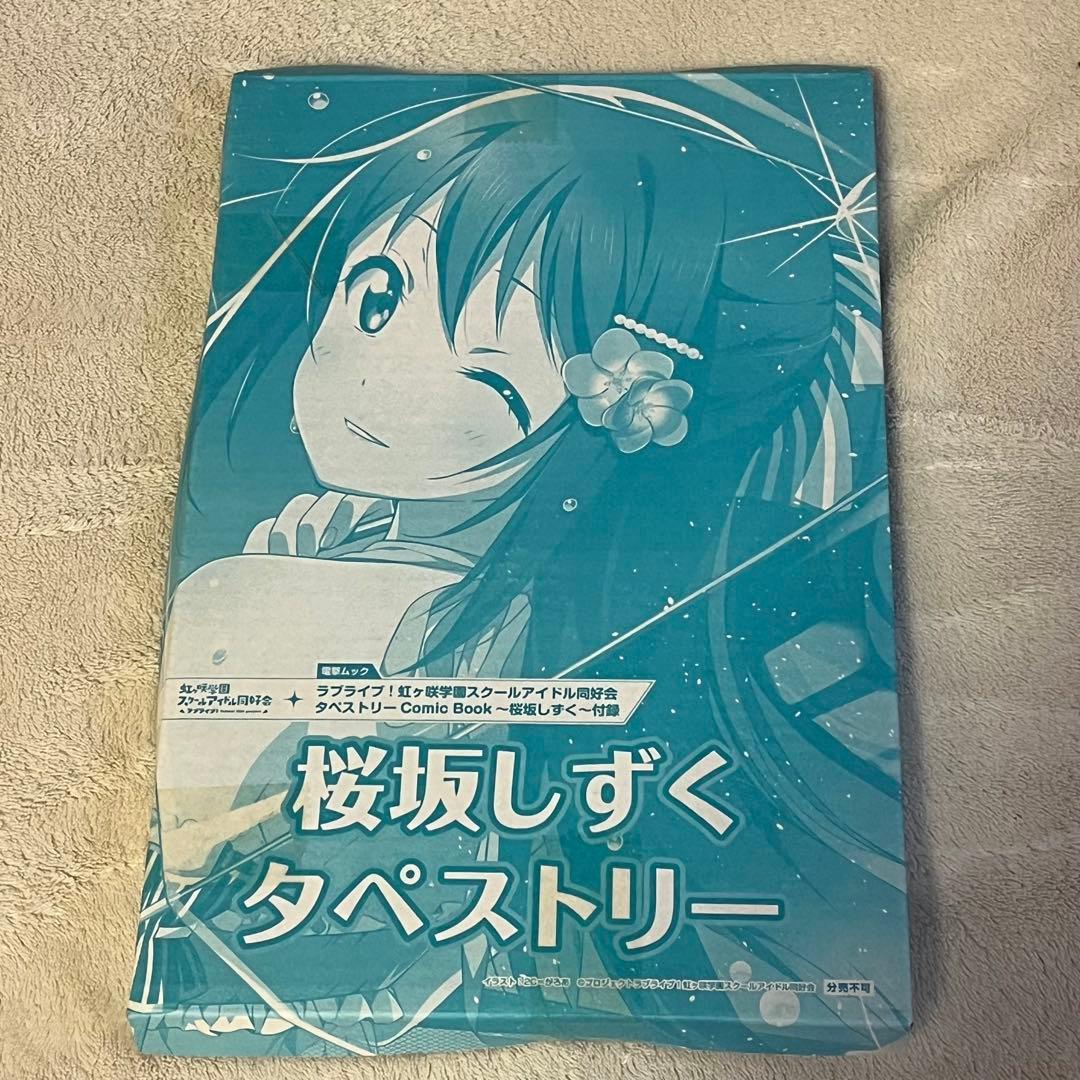 電撃ムック
虹ヶ咲学園
スクールアイドル同好会
ラブライブ!
ラブライブ!虹ヶ咲学園スクールアイドル同好会
タペストリー Comic Book 〜桜坂しずく〜付録
桜坂しずく
タペストリー
イラスト ©プロジェクトラブライブ!虹ヶ咲学園スクールアイドル同好会 分売不可